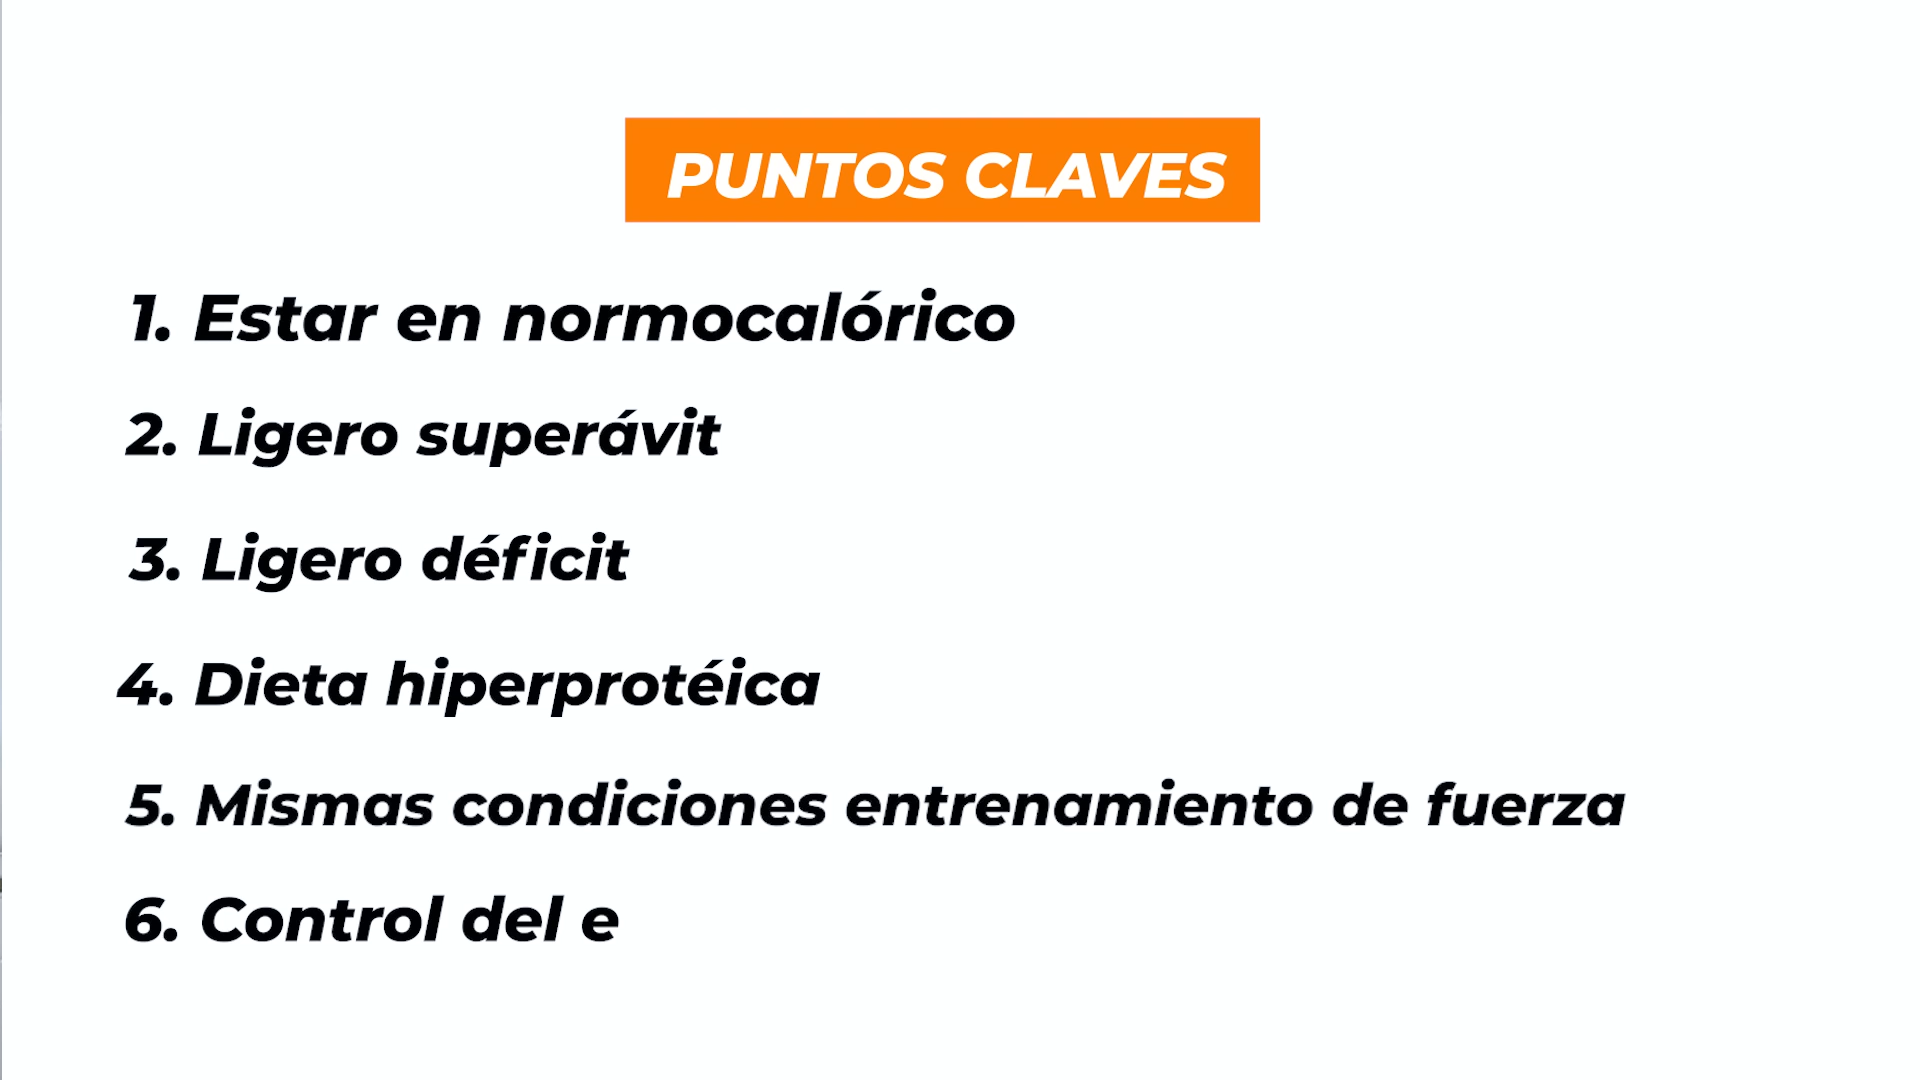 PUNTOS CLAVES
1. Estar en normocalórico
2. Ligero superávit
3. Ligero déficit
4. Dieta hiperprotéica
5. Mismas condiciones entrenamiento de fuerza
6. Control del e